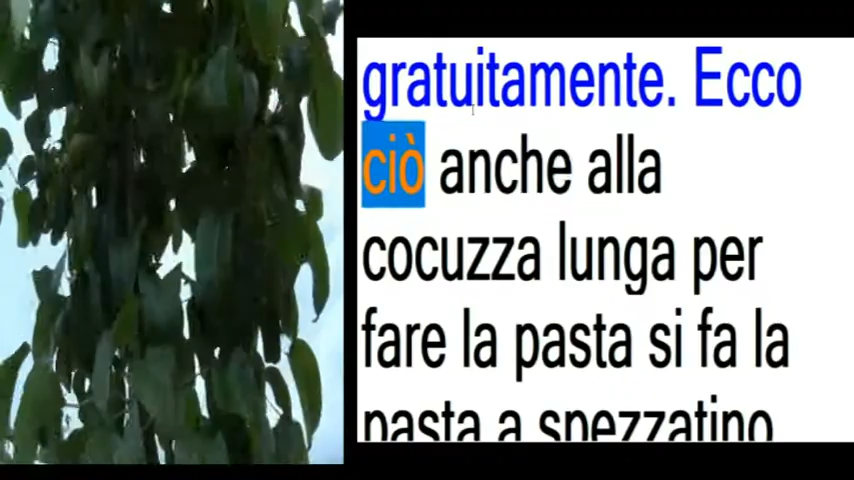 gratuitamente. Ecco
ciò anche alla
cocuzza lunga per
fare la pasta si fa la
pasta a spezzatino